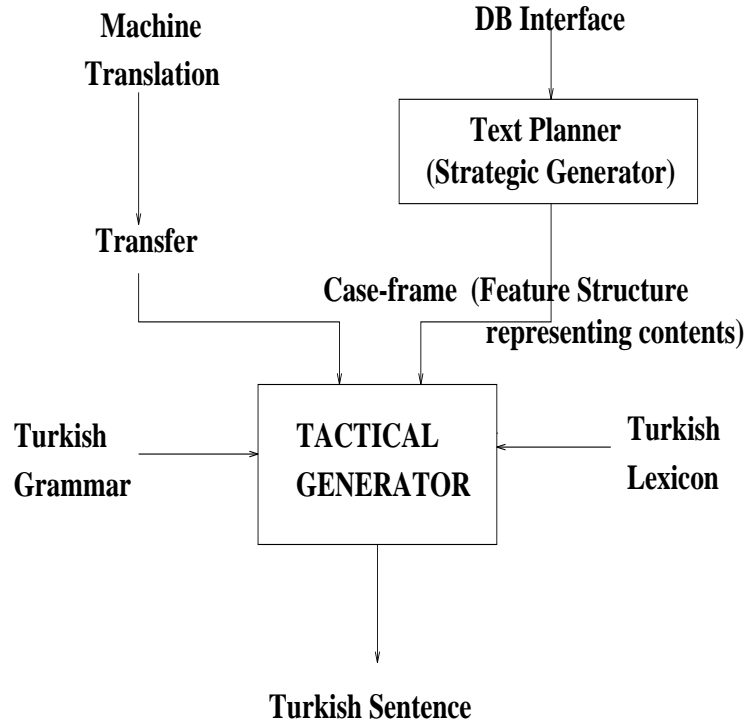 Machine
Translation
DB Interface
Text Planner
(Strategic Generator)
Transfer
Case-frame (Feature Structure
representing contents)
Turkish
Grammar
TACTICAL
GENERATOR
Turkish
Lexicon
Turkish Sentence